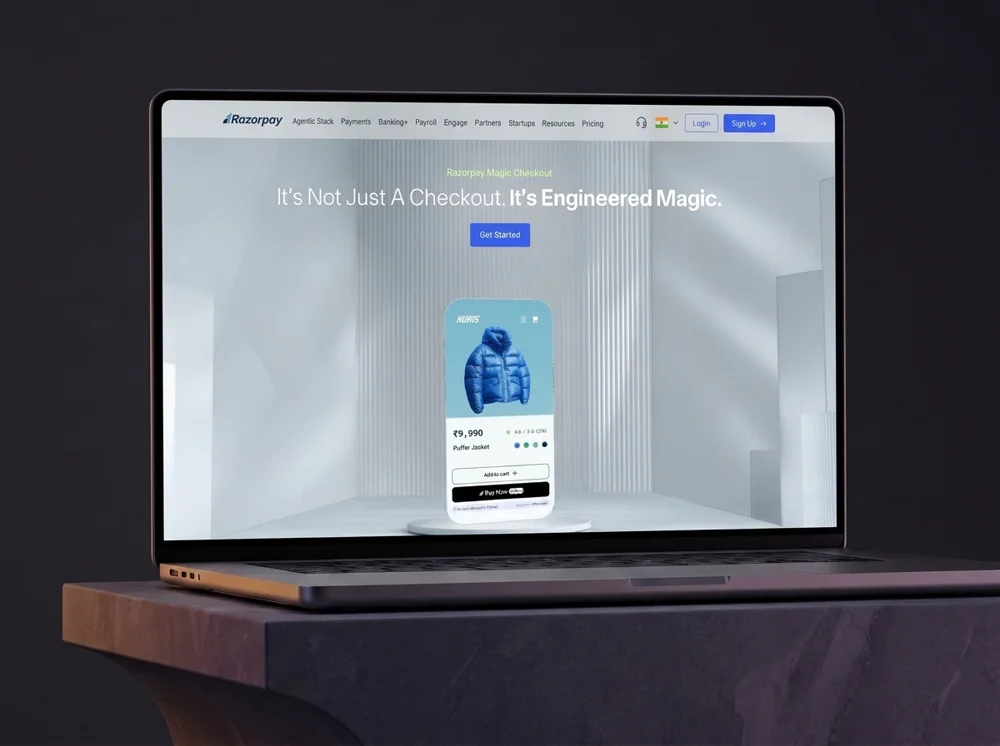 Razorpay Agentic Stack Payments Banking+ Payroll Engage Partners Startups Resources Pricing Login Sign Up →
Razorpay Magic Checkout
It's Not Just A Checkout. It's Engineered Magic.
Get Started
₹9,990
Puffer Jacket
Add to cart +
Buy Now